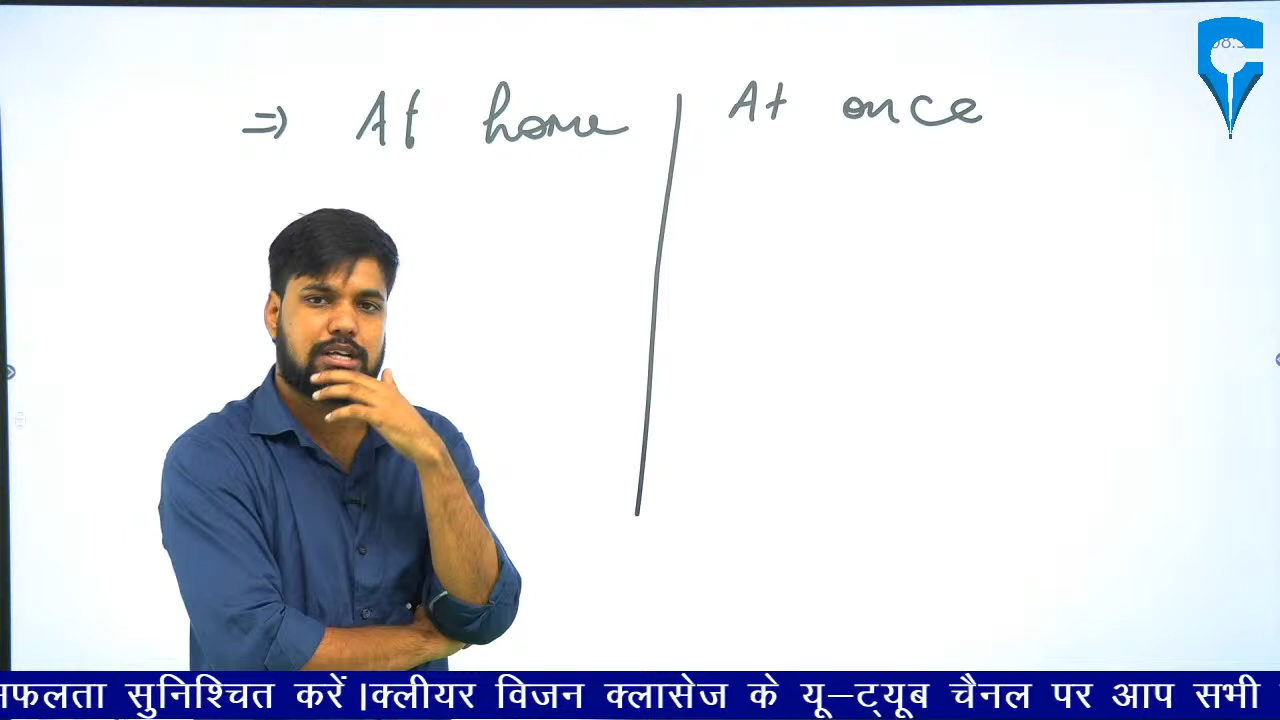 ⇒ At home | At once
सफलता सुनिश्चित करें।क्लीयर विजन क्लासेज के यू–ट्यूब चैनल पर आप सभी